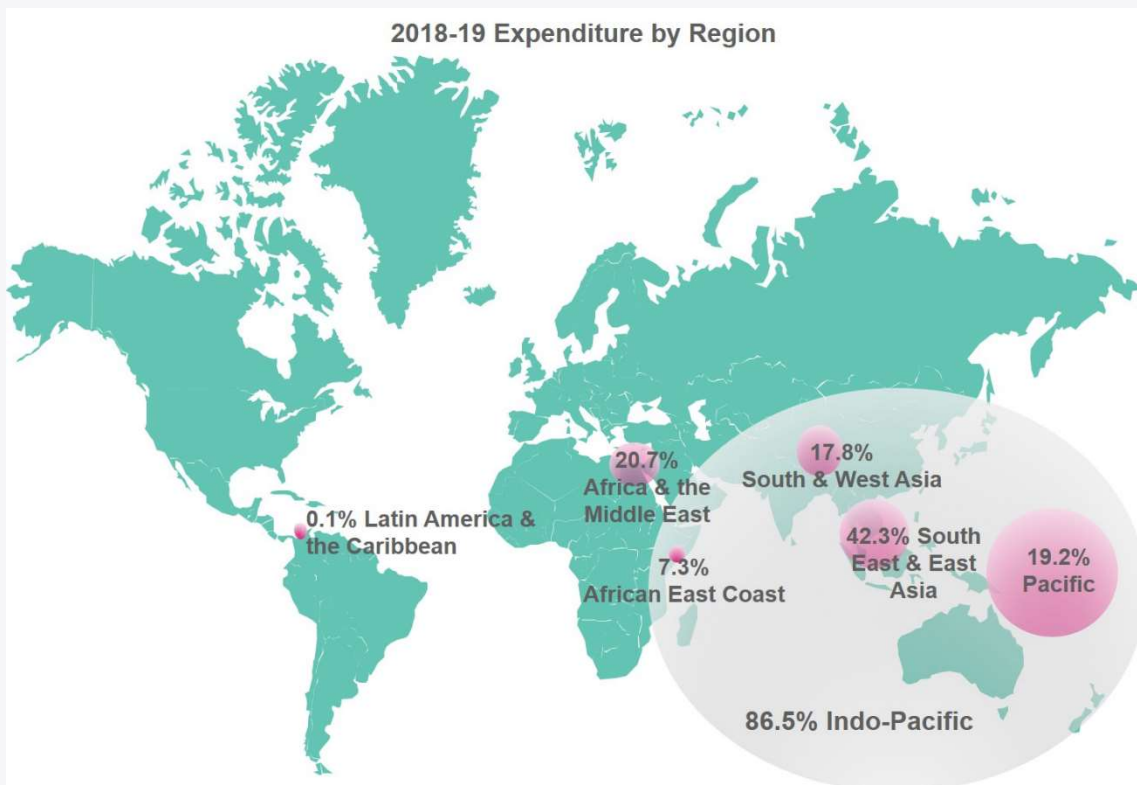 2018-19 Expenditure by Region
20.7%
Africa & the
Middle East
17.8%
South & West Asia
0.1% Latin America &
the Caribbean
42.3% South
East & East
Asia
19.2%
Pacific
7.3%
African East Coast
86.5% Indo-Pacific